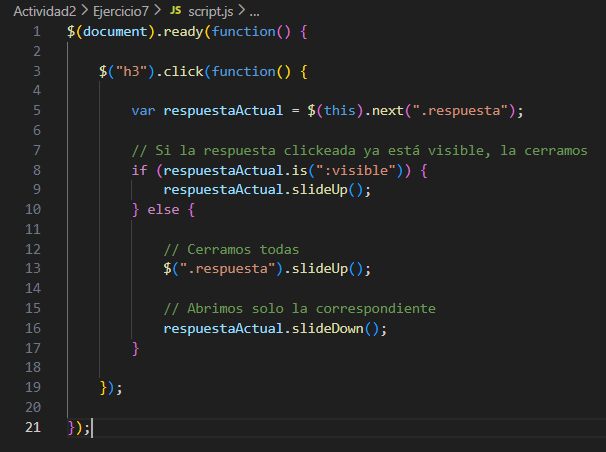 Actividad2 > Ejercicio7 > JS script.js > ...
1 $(document).ready(function() {
2
3 $("h3").click(function() {
4
5 var respuestaActual = $(this).next(".respuesta");
6
7 // Si la respuesta clickeada ya está visible, la cerramos
8 if (respuestaActual.is(":visible")) {
9 respuestaActual.slideUp();
10 } else {
11
12 // Cerramos todas
13 $(".respuesta").slideUp();
14
15 // Abrimos solo la correspondiente
16 respuestaActual.slideDown();
17 }
18
19 });
20
21 });